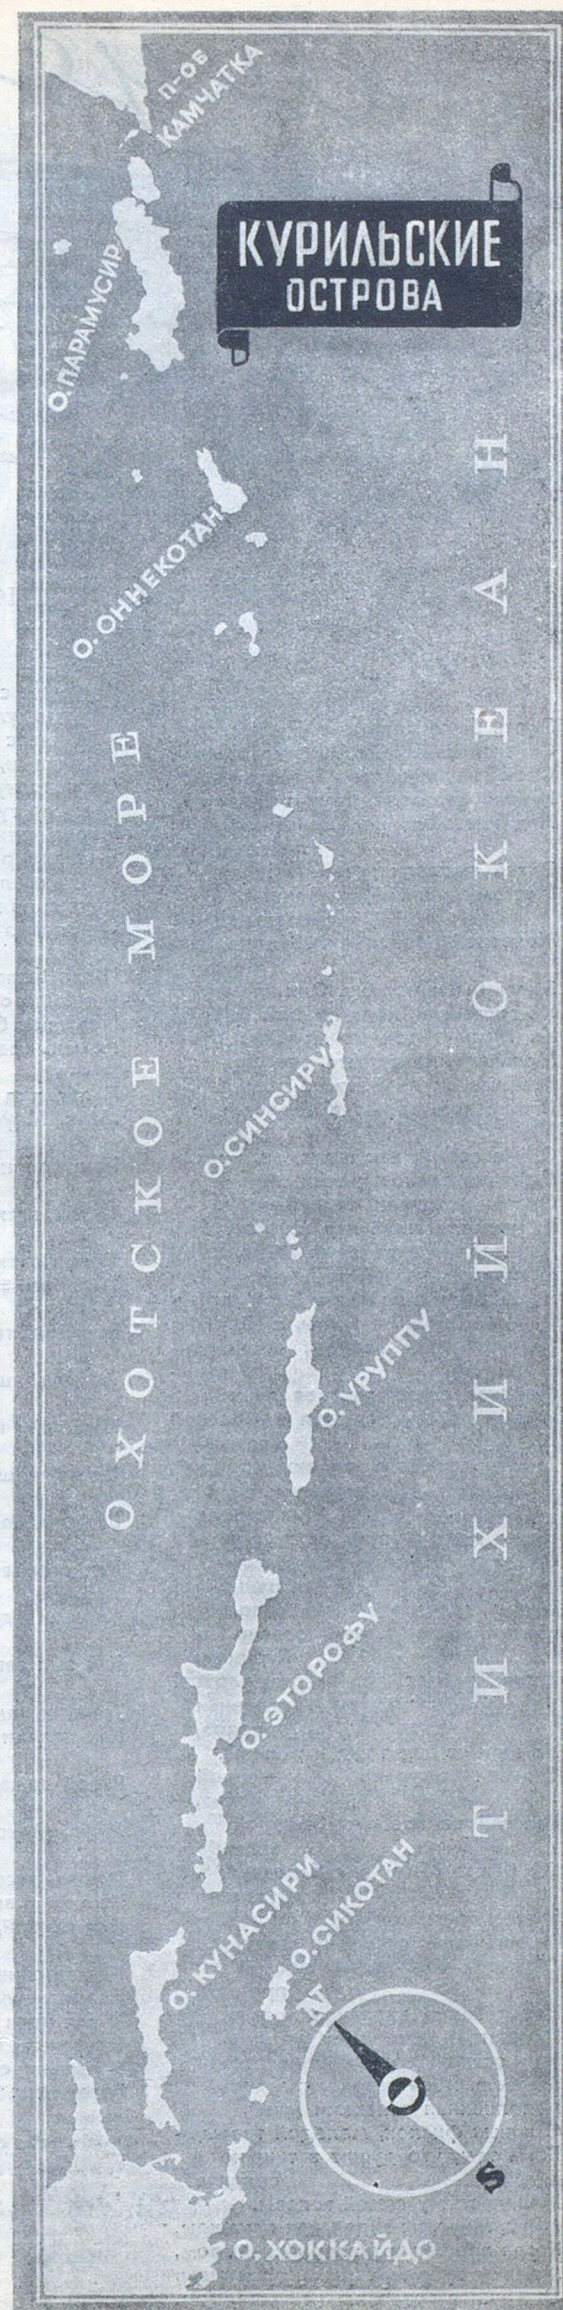 П-ОВ
КАМЧАТКА
КУРИЛЬСКИЕ
ОСТРОВА
О. ПАРАМУСИР
О. ОННЕКОТАН
ОХОТСКОЕ МОРЕ
ТИХИЙ ОКЕАН
О. СИНСИРУ
О. УРУППУ
О. ЭТОРОФУ
О. КУНАСИРИ
О. СИКОТАН
N
S
О. ХОККАЙДО